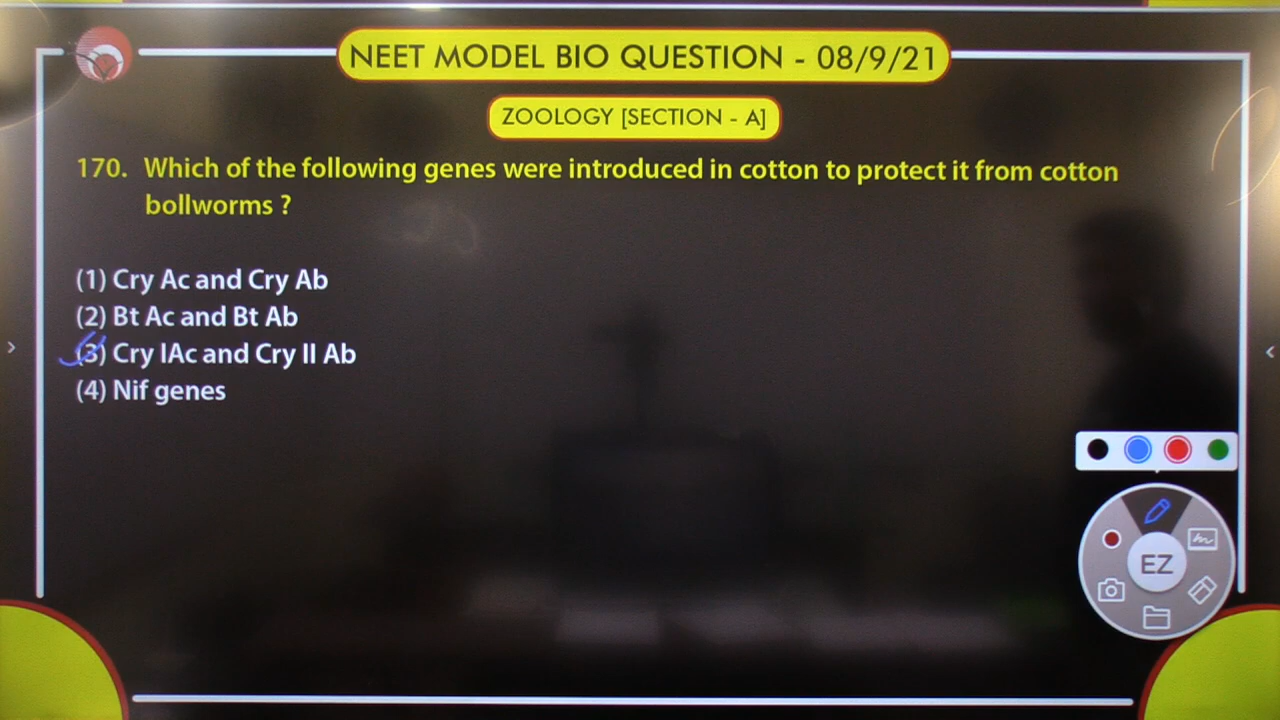 NEET MODEL BIO QUESTION - 08/9/21
ZOOLOGY [SECTION - A]
170. Which of the following genes were introduced in cotton to protect it from cotton
bollworms ?
(1) Cry Ac and Cry Ab
(2) Bt Ac and Bt Ab
(3) Cry IAc and Cry II Ab
(4) Nif genes
EZ